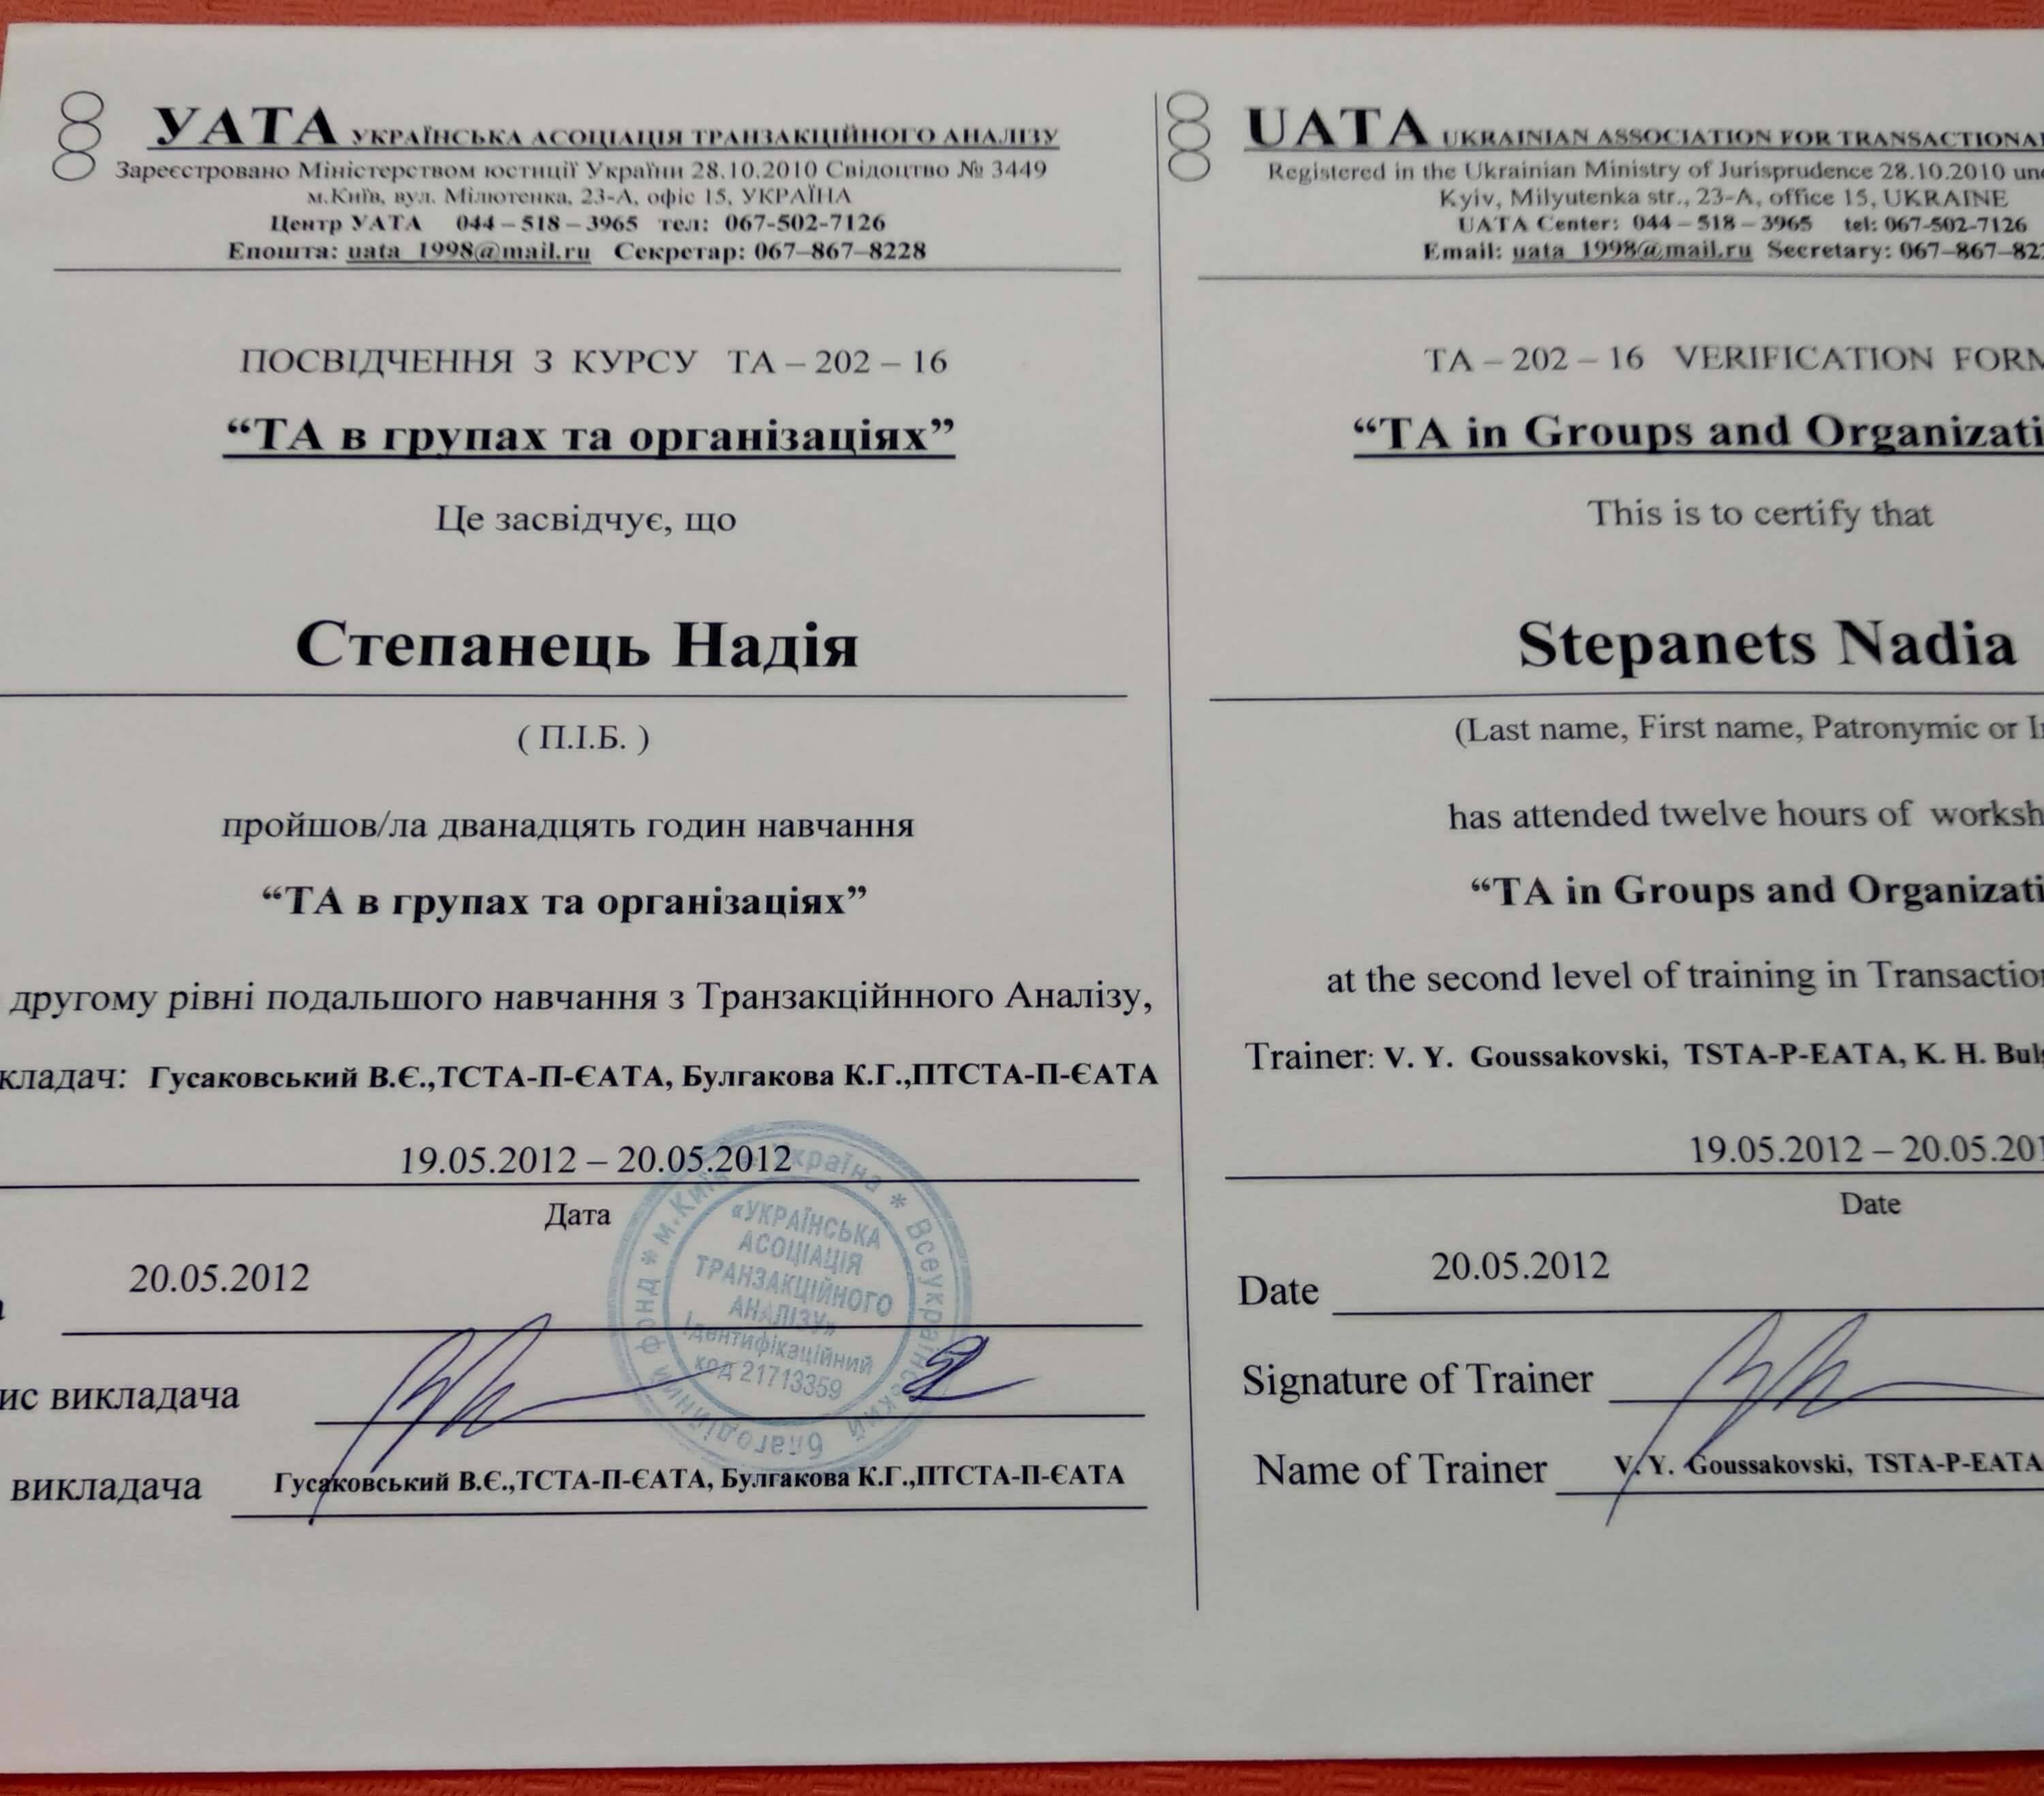 УАТА УКРАЇНСЬКА АСОЦІАЦІЯ ТРАНЗАКЦІЙНОГО АНАЛІЗУ
Зареєстровано Міністерством юстиції України 28.10.2010 Свідоцтво № 3449
м.Київ, вул. Мілютенка, 23-А, офіс 15, УКРАЇНА
Центр УАТА 044 – 518 – 3965 тел: 067-502-7126
Епошта: uata_1998@mail.ru Секретар: 067–867–8228
ПОСВІДЧЕННЯ З КУРСУ ТА – 202 – 16
“ТА в групах та організаціях”
Це засвідчує, що
Степанець Надія
( П.І.Б. )
пройшов/ла дванадцять годин навчання
“ТА в групах та організаціях”
другому рівні подальшого навчання з Транзакційнного Аналізу,
кладач: Гусаковський В.Є.,ТСТА-П-ЄАТА, Булгакова К.Г.,ПТСТА-П-ЄАТА
19.05.2012 – 20.05.2012
Дата
20.05.2012
ис викладача
викладача Гусаковський В.Є.,ТСТА-П-ЄАТА, Булгакова К.Г.,ПТСТА-П-ЄАТА
м.Київ * Україна * Всеукраїнський благодійний фонд *
«УКРАЇНСЬКА
АСОЦІАЦІЯ
ТРАНЗАКЦІЙНОГО
АНАЛІЗУ»
Ідентифікаційний
код 21713359
UATA UKRAINIAN ASSOCIATION FOR TRANSACTIONA
Registered in the Ukrainian Ministry of Jurisprudence 28.10.2010 und
Kyiv, Milyutenka str., 23-A, office 15, UKRAINE
UATA Center: 044 – 518 – 3965 tel: 067-502-7126
Email: uata_1998@mail.ru Secretary: 067–867–82
TA – 202 – 16 VERIFICATION FORM
“TA in Groups and Organizati
This is to certify that
Stepanets Nadia
(Last name, First name, Patronymic or In
has attended twelve hours of worksh
“TA in Groups and Organizati
at the second level of training in Transactio
Trainer: V. Y. Goussakovski, TSTA-P-EATA, K. H. Bul
19.05.2012 – 20.05.201
Date
Date 20.05.2012
Signature of Trainer
Name of Trainer V. Y. Goussakovski, TSTA-P-EATA